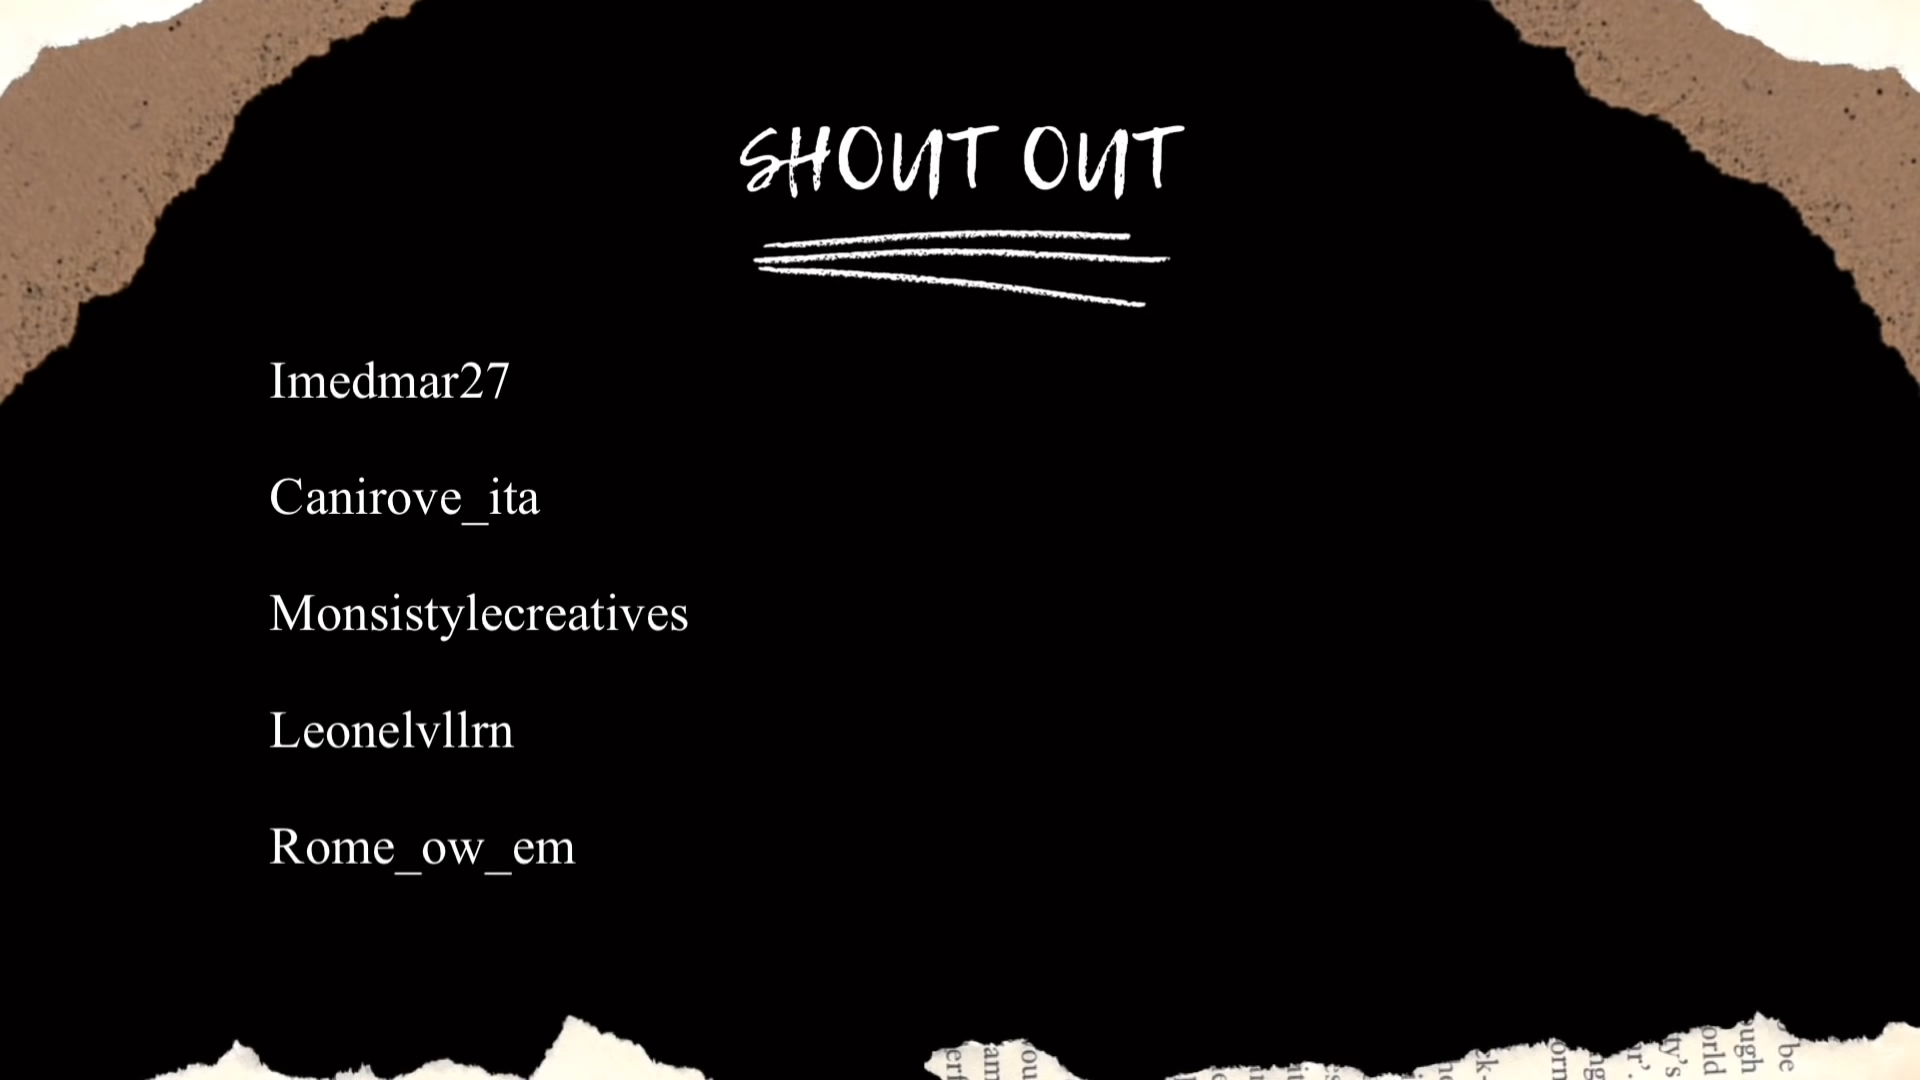 SHOUT OUT
Imedmar27
Canirove_ita
Monsistylecreatives
Leonelvllrn
Rome_ow_em